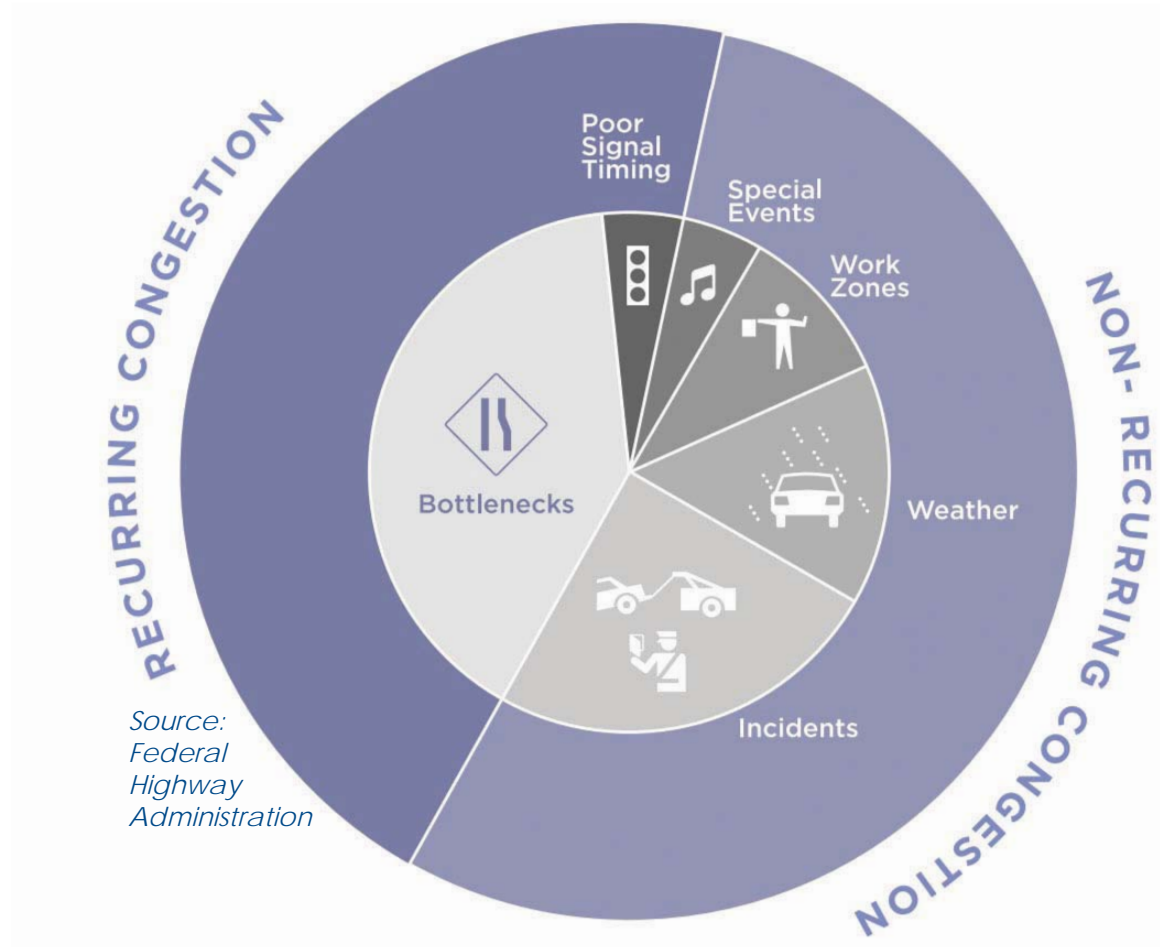 RECURRING CONGESTION
Poor
Signal
Timing
Special
Events
Work
Zones
NON- RECURRING CONGESTION
Bottlenecks
Weather
Incidents
Source:
Federal
Highway
Administration